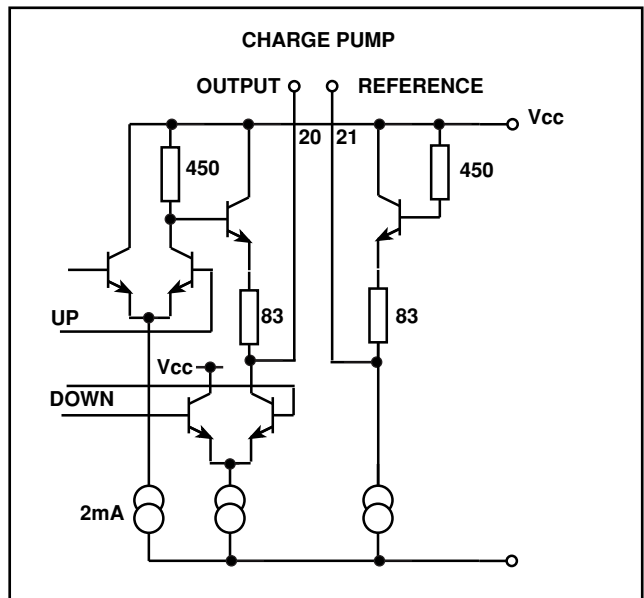 CHARGE PUMP
OUTPUT REFERENCE
Vcc
20 21
450 450
83 83
UP
Vcc
DOWN
2mA